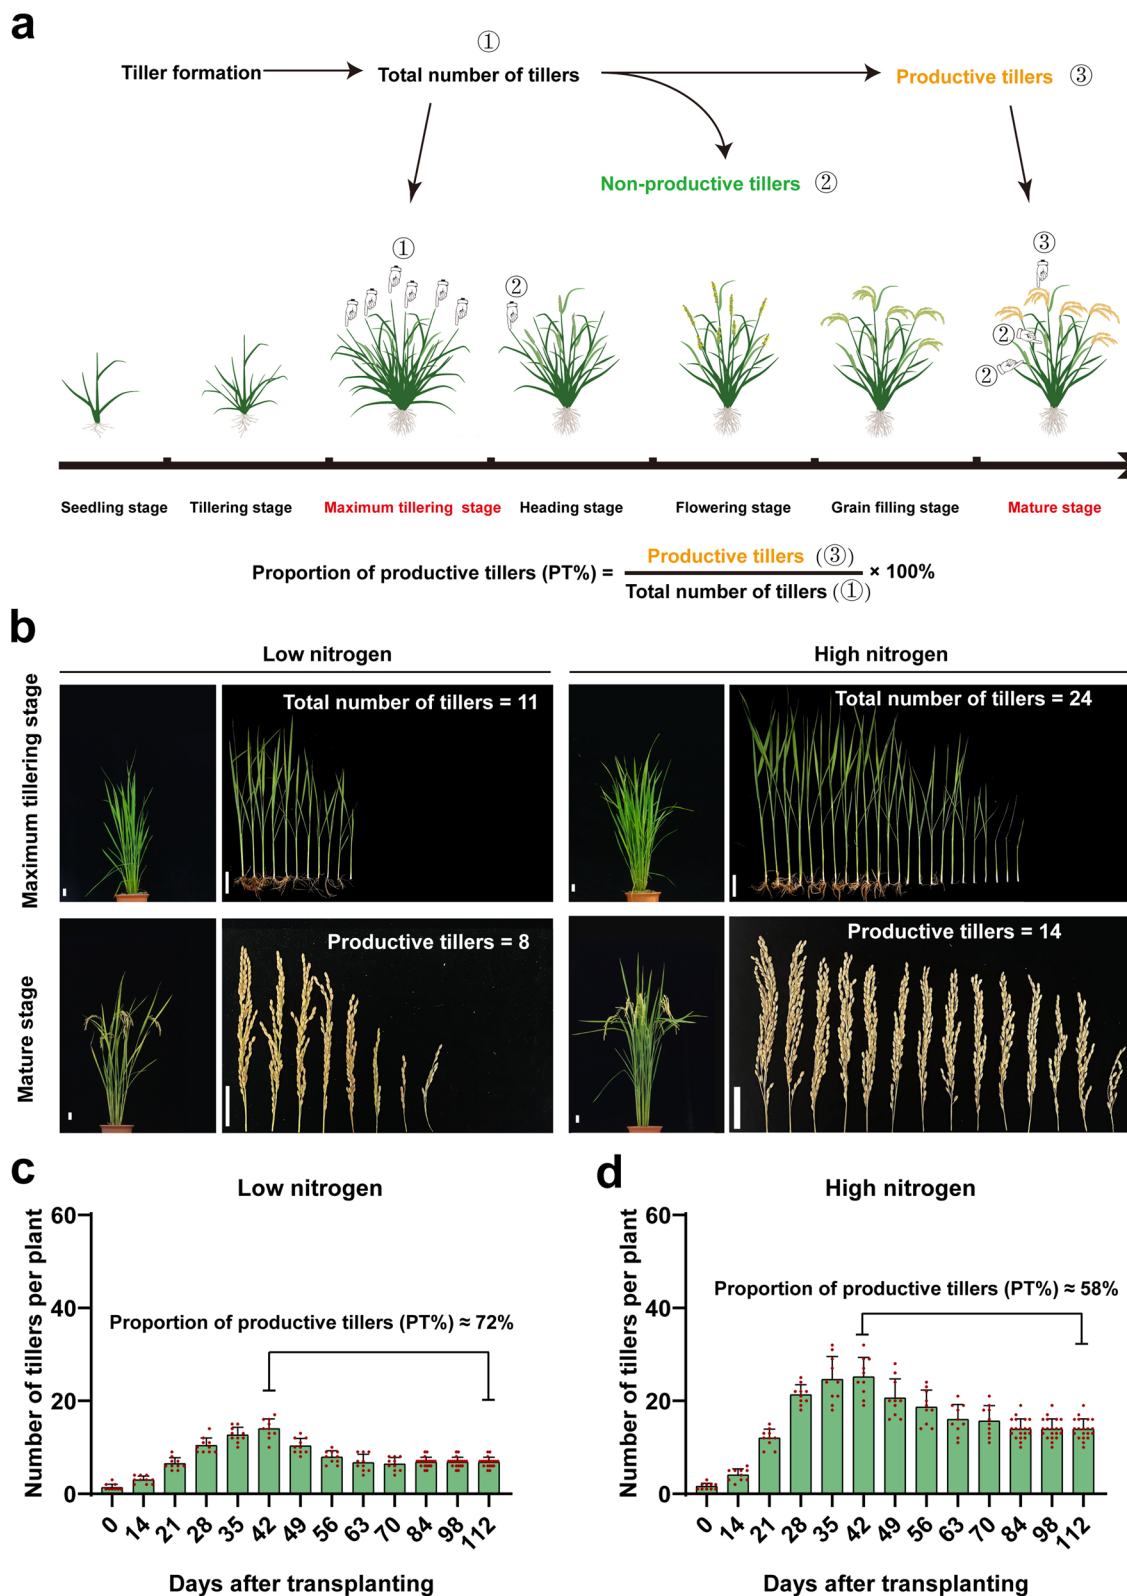 a
①
Tiller formation
Total number of tillers
Productive tillers ③
Non-productive tillers ②
①
③
②
②
②
Seedling stage
Tillering stage
Maximum tillering stage
Heading stage
Flowering stage
Grain filling stage
Mature stage
Proportion of productive tillers (PT%) =
Productive tillers (③)
Total number of tillers (①)
× 100%
b
Low nitrogen
High nitrogen
Maximum tillering stage
Total number of tillers = 11
Total number of tillers = 24
Mature stage
Productive tillers = 8
Productive tillers = 14
c
Low nitrogen
Number of tillers per plant
60
40
20
0
Proportion of productive tillers (PT%) ≈ 72%
0 14 21 28 35 42 49 56 63 70 84 98 112
Days after transplanting
d
High nitrogen
Number of tillers per plant
60
40
20
0
Proportion of productive tillers (PT%) ≈ 58%
0 14 21 28 35 42 49 56 63 70 84 98 112
Days after transplanting